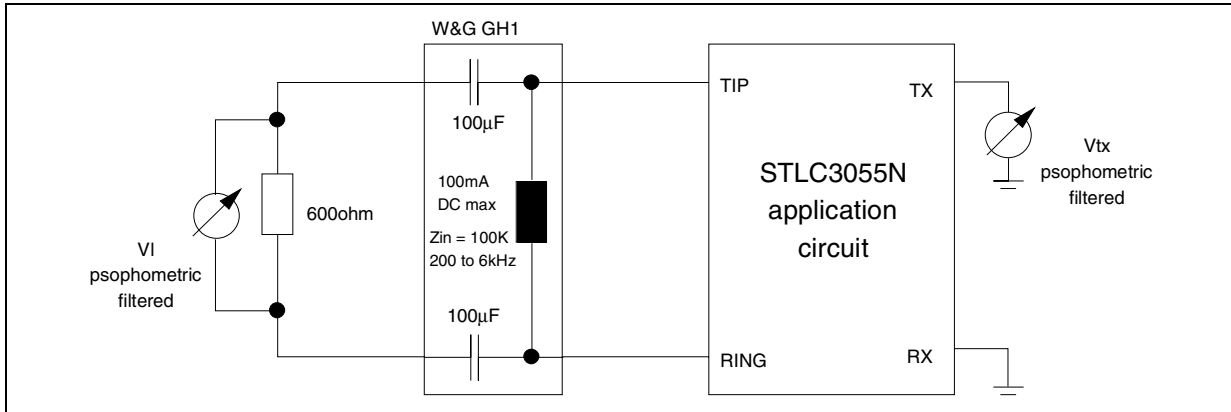 W&G GH1
100μF
TIP
TX
100mA
DC max
Zin = 100K
200 to 6kHz
600ohm
VI
psophometric
filtered
STLC3055N
application
circuit
Vtx
psophometric
filtered
100μF
RING
RX